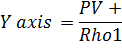 Y axis = PV + / Rho1